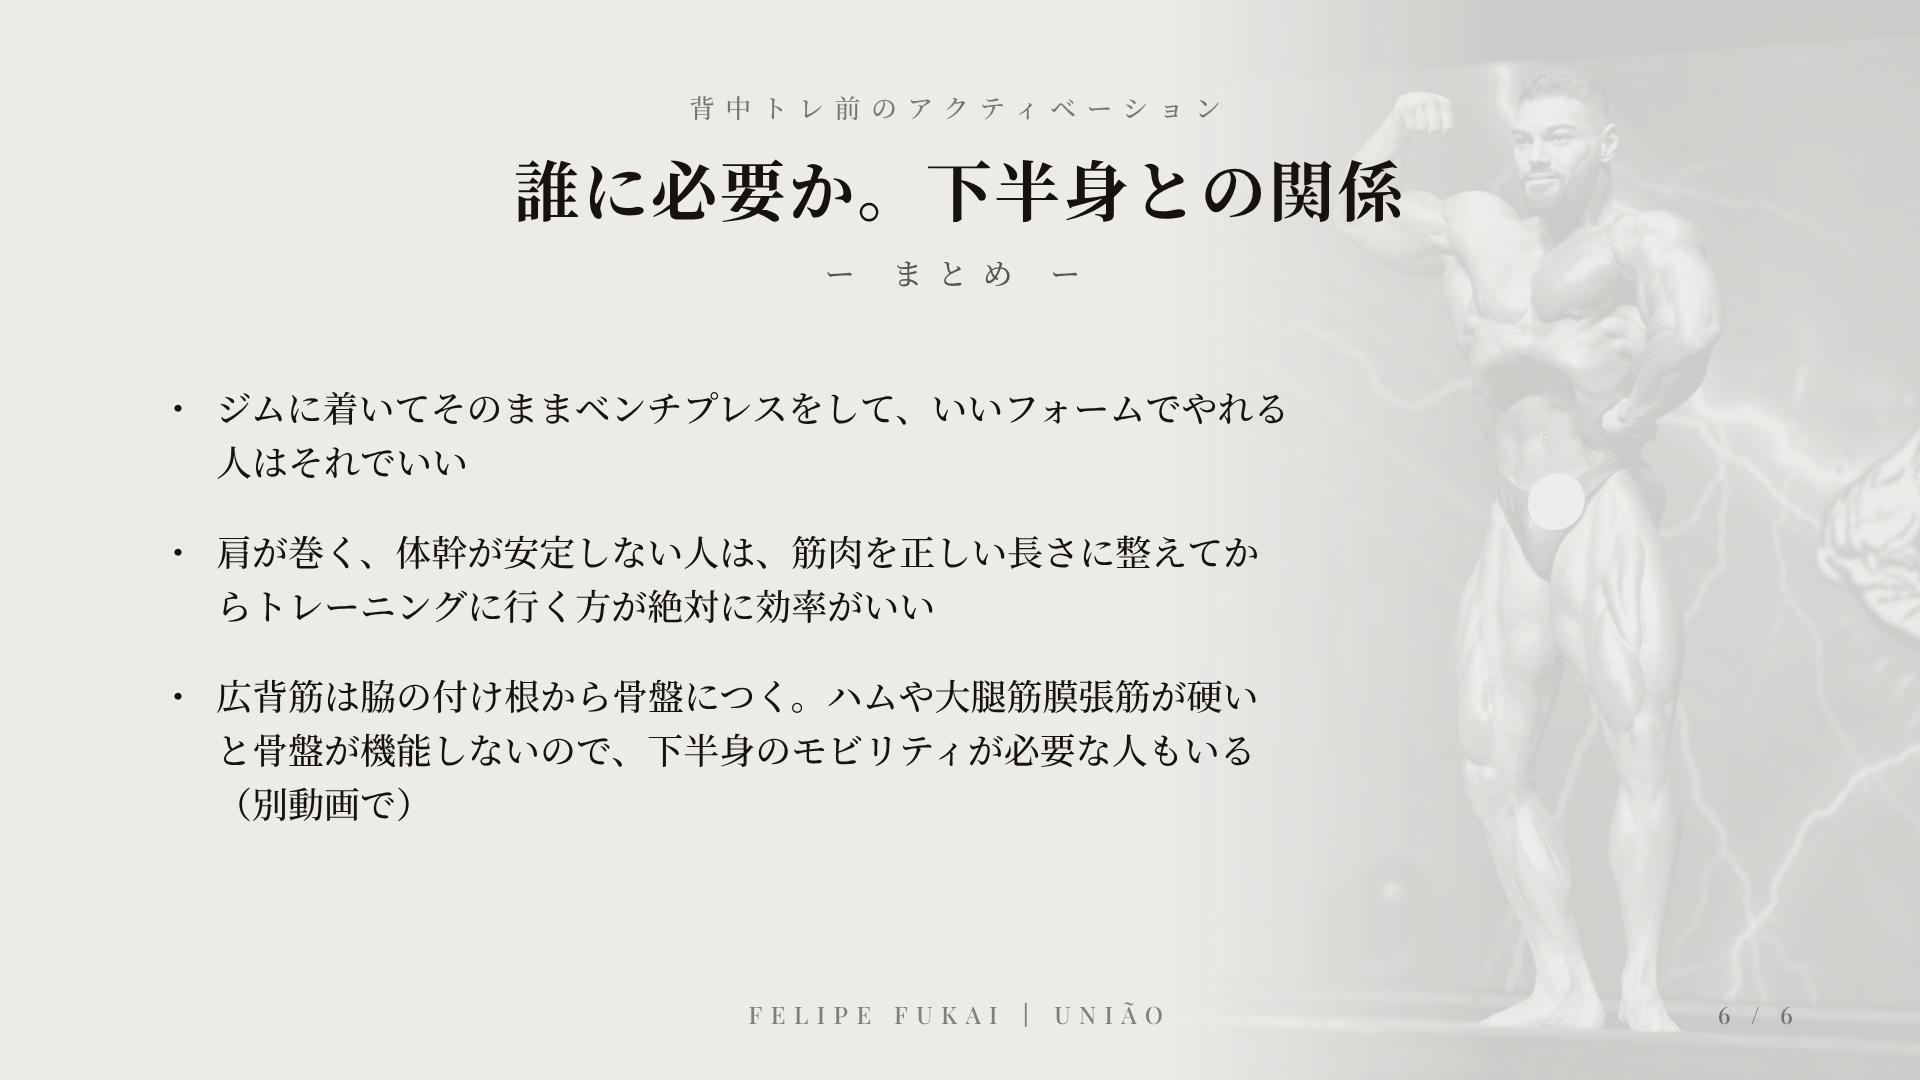 背中トレ前のアクティベーション
誰に必要か。下半身との関係
ー まとめ ー
・ ジムに着いてそのままベンチプレスをして、いいフォームでやれる
人はそれでいい
・ 肩が巻く、体幹が安定しない人は、筋肉を正しい長さに整えてか
らトレーニングに行く方が絶対に効率がいい
・ 広背筋は脇の付け根から骨盤につく。ハムや大腿筋膜張筋が硬い
と骨盤が機能しないので、下半身のモビリティが必要な人もいる
（別動画で）
FELIPE FUKAI | UNIÃO
6 / 6